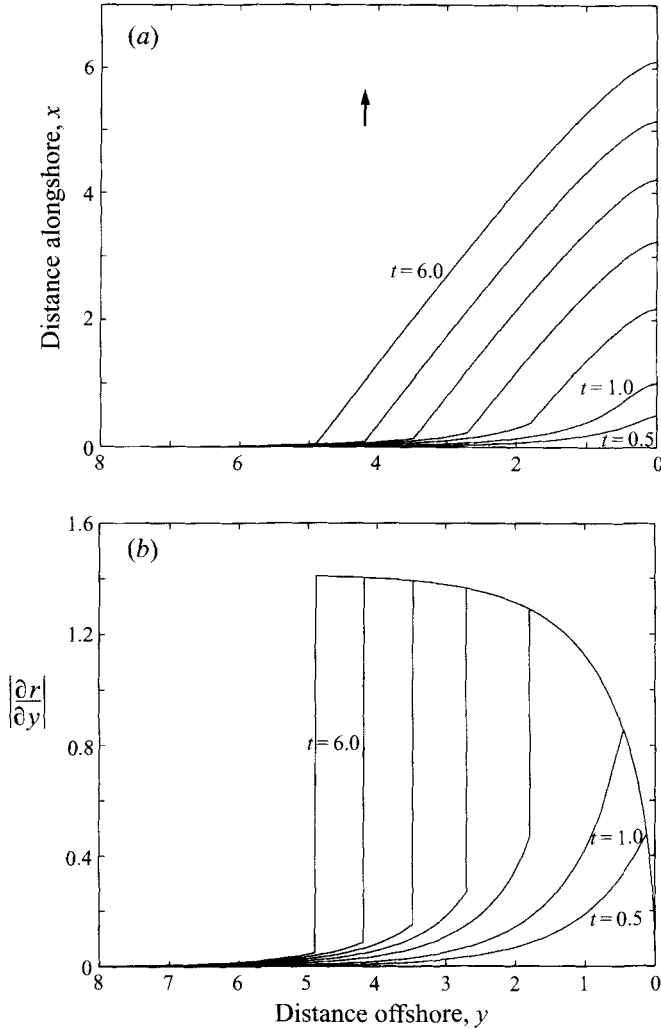 (a)
6
4
2
0
Distance alongshore, x
t = 6.0
t = 1.0
t = 0.5
8
6
4
2
0
(b)
1.6
1.2
0.8
0.4
0
|∂r/∂y|
t = 6.0
t = 1.0
t = 0.5
8 7 6 5 4 3 2 1 0
Distance offshore, y